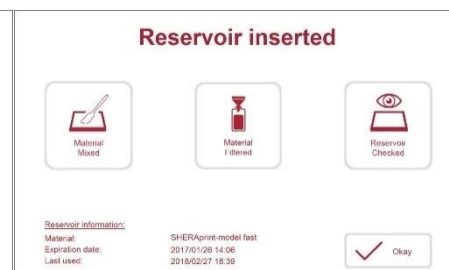 Reservoir inserted
Material
Mixed
Material
Filtered
Reservoir
Checked
Reservoir information:
Material: SHERAprint-model fast
Expiration date: 2017/01/26 14:06
Last used: 2018/02/27 18:39
Okay